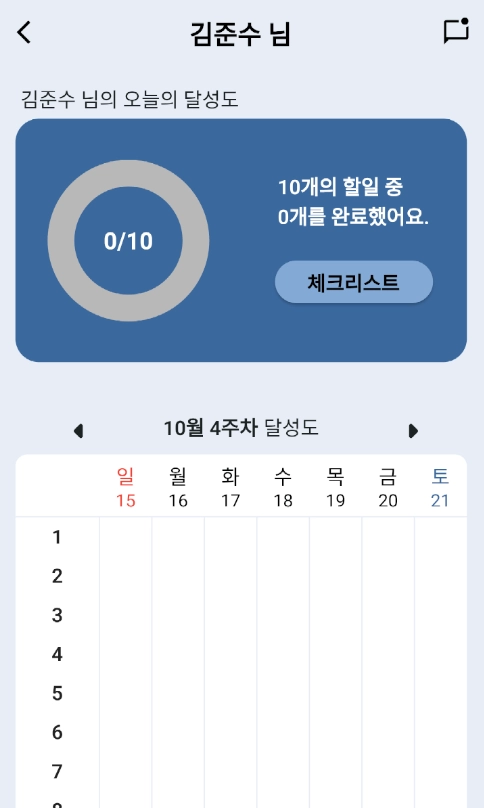 김준수 님
김준수 님의 오늘의 달성도
0/10
10개의 할일 중
0개를 완료했어요.
체크리스트
10월 4주차 달성도
일 월 화 수 목 금 토
15 16 17 18 19 20 21
1
2
3
4
5
6
7